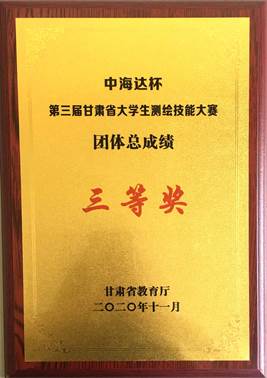 中海达杯
第三届甘肃省大学生测绘技能大赛
团体总成绩
三等奖
甘肃省教育厅
二〇二〇年十一月